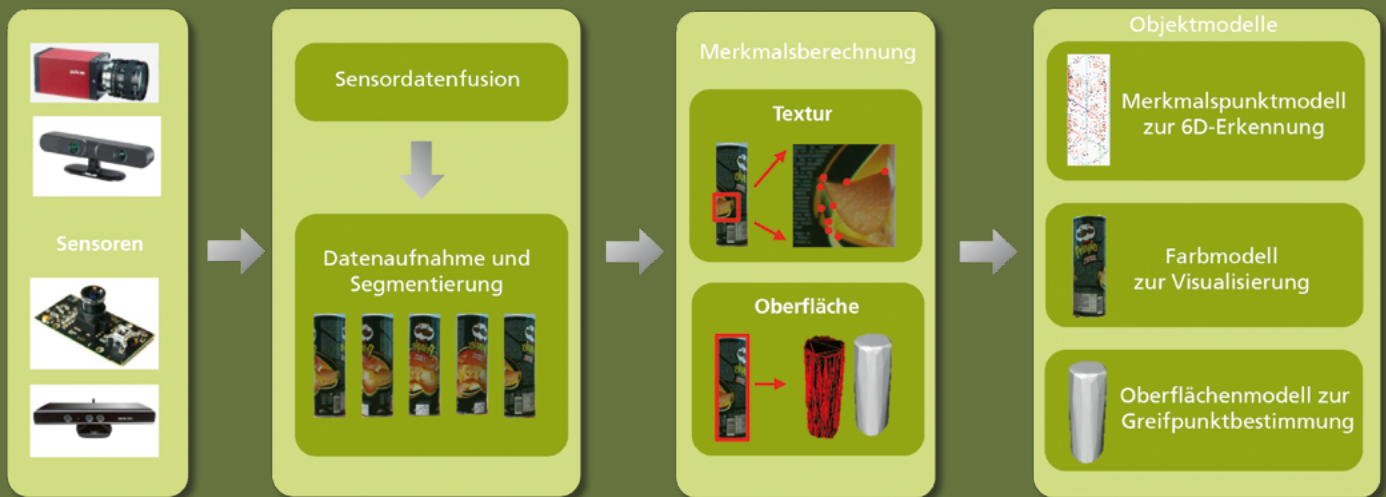 Sensoren
Sensordatenfusion
Datenaufnahme und
Segmentierung
Merkmalsberechnung
Textur
Oberfläche
Objektmodelle
Merkmalspunktmodell
zur 6D-Erkennung
Farbmodell
zur Visualisierung
Oberflächenmodell zur
Greifpunktbestimmung